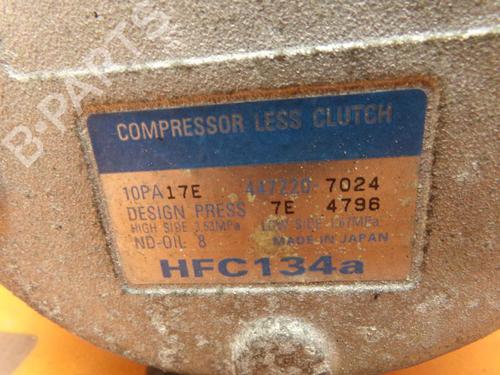 B-PARTS
COMPRESSOR LESS CLUTCH
10PA17E 447220-7024
DESIGN PRESS 7E 4796
HIGH SIDE 3.53MPa LOW SIDE 1.67MPa
ND-OIL 8 MADE IN JAPAN
HFC134a